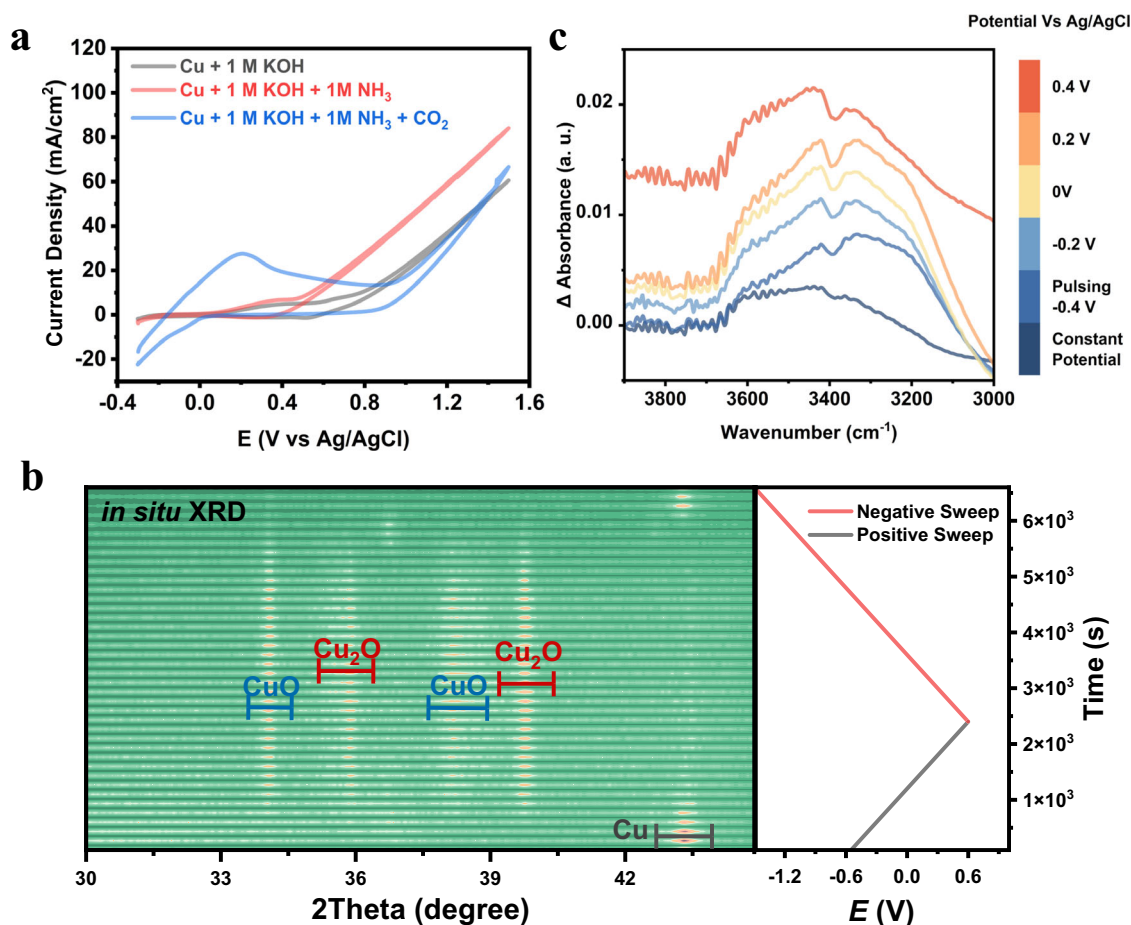 a
120
100
80
60
40
20
0
-20
Current Density (mA/cm²)
Cu + 1 M KOH
Cu + 1 M KOH + 1M NH₃
Cu + 1 M KOH + 1M NH₃ + CO₂
-0.4 0.0 0.4 0.8 1.2 1.6
E (V vs Ag/AgCl)
c
0.02
0.01
0.00
Δ Absorbance (a. u.)
3800 3600 3400 3200 3000
Wavenumber (cm⁻¹)
Potential Vs Ag/AgCl
0.4 V
0.2 V
0V
-0.2 V
Pulsing
-0.4 V
Constant
Potential
b
in situ XRD
Cu₂O
Cu₂O
CuO
CuO
Cu
30 33 36 39 42
2Theta (degree)
Negative Sweep
Positive Sweep
6×10³
5×10³
4×10³
3×10³
2×10³
1×10³
Time (s)
-1.2 -0.6 0.0 0.6
E (V)